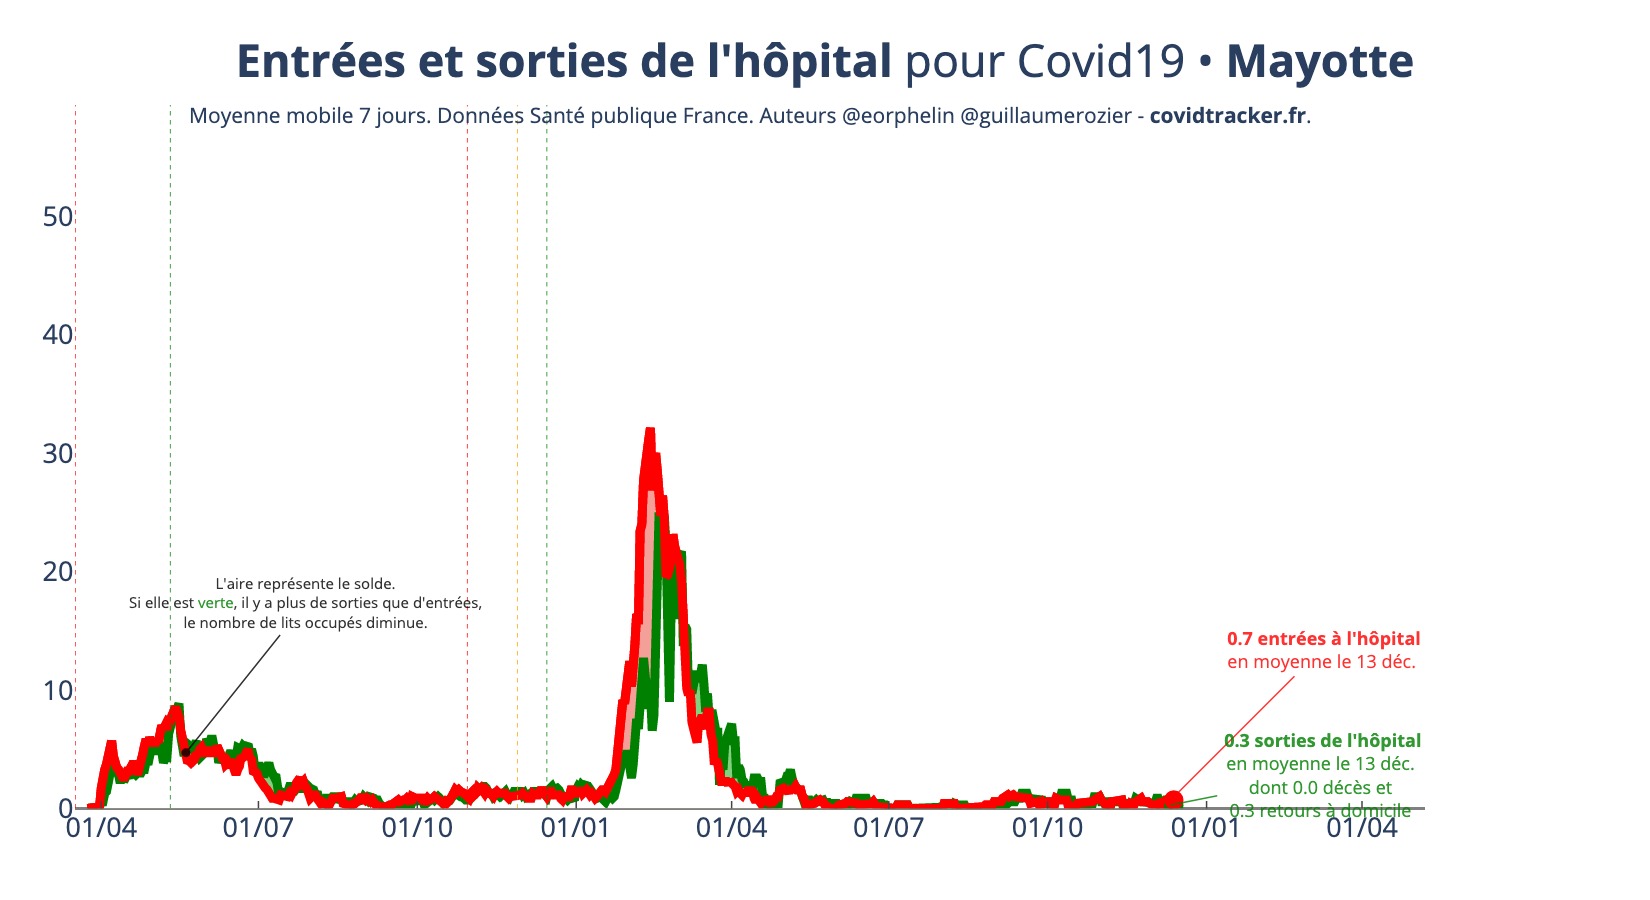 Entrées et sorties de l'hôpital pour Covid19 • Mayotte
Moyenne mobile 7 jours. Données Santé publique France. Auteurs @eorphelin @guillaumerozier - covidtracker.fr.
50
40
30
20
10
0
L'aire représente le solde.
Si elle est verte, il y a plus de sorties que d'entrées,
le nombre de lits occupés diminue.
0.7 entrées à l'hôpital
en moyenne le 13 déc.
0.3 sorties de l'hôpital
en moyenne le 13 déc.
dont 0.0 décès et
0.3 retours à domicile
01/04 01/07 01/10 01/01 01/04 01/07 01/10 01/01 01/04